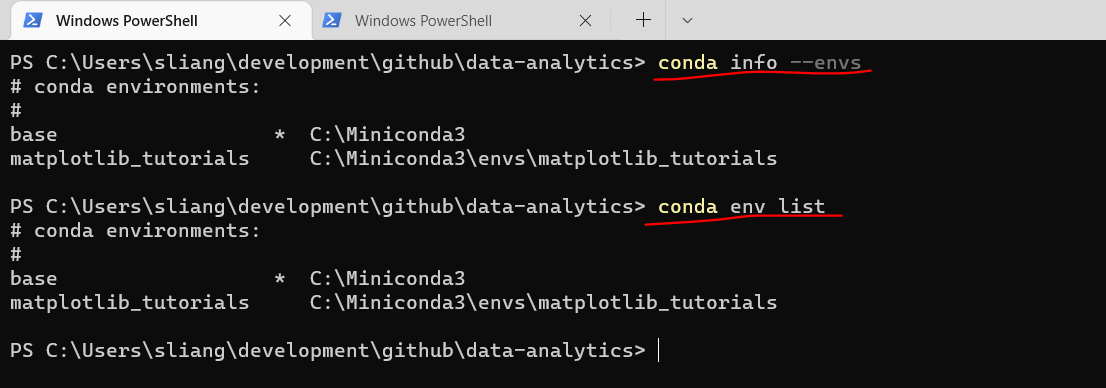 Windows PowerShell
Windows PowerShell
PS C:\Users\sliang\development\github\data-analytics> conda info --envs
# conda environments:
#
base                  *  C:\Miniconda3
matplotlib_tutorials     C:\Miniconda3\envs\matplotlib_tutorials
PS C:\Users\sliang\development\github\data-analytics> conda env list
# conda environments:
#
base                  *  C:\Miniconda3
matplotlib_tutorials     C:\Miniconda3\envs\matplotlib_tutorials
PS C:\Users\sliang\development\github\data-analytics>